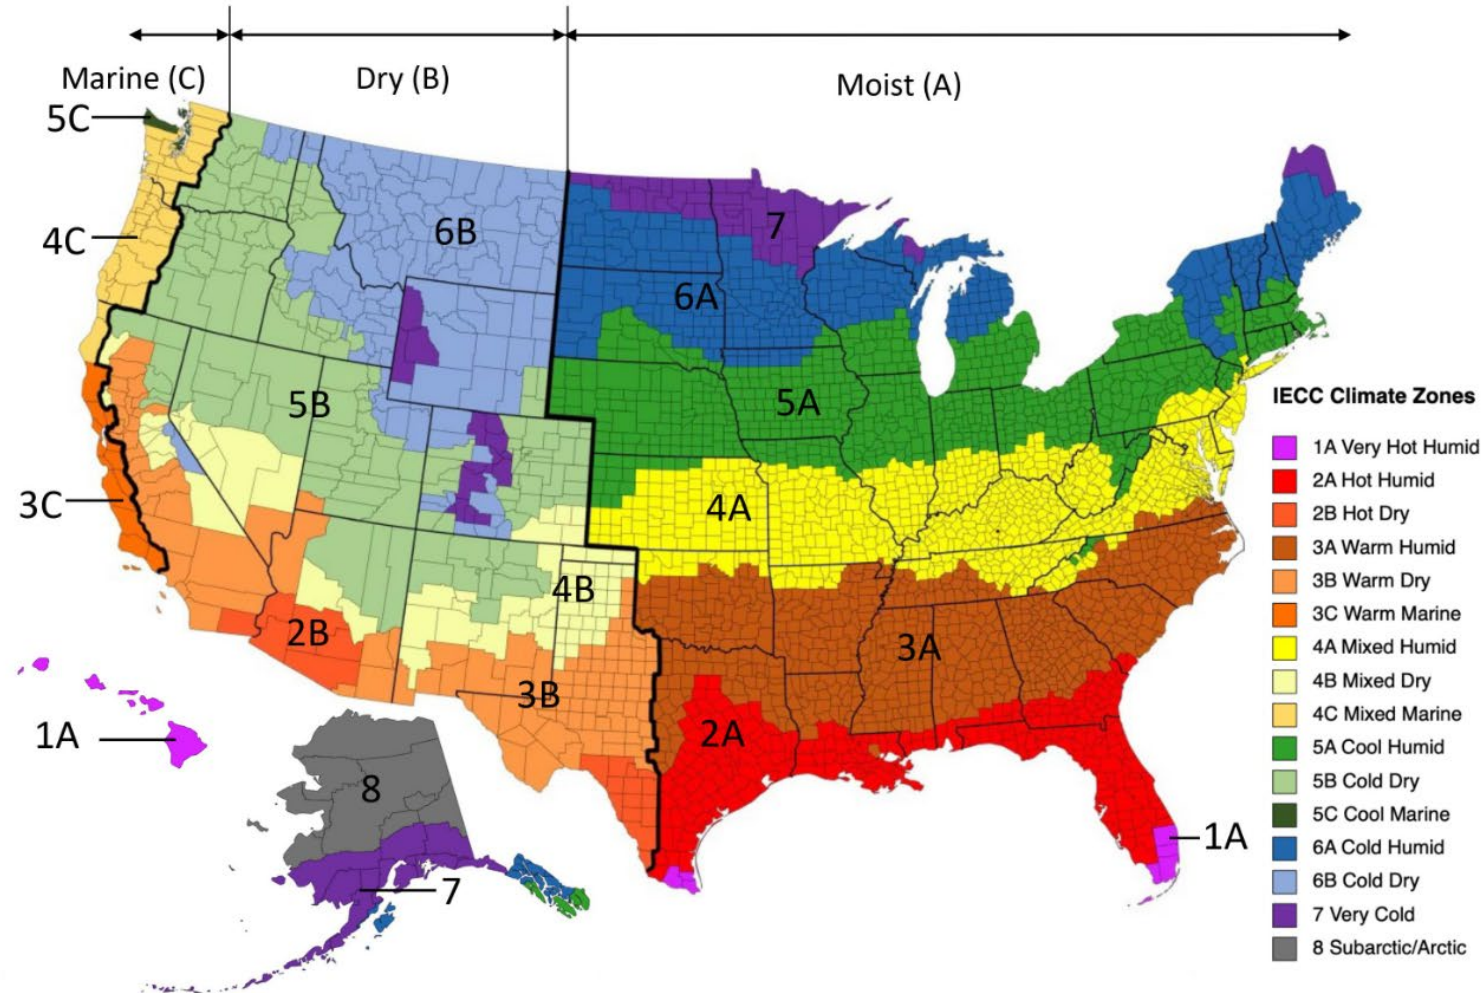 Marine (C)
Dry (B)
Moist (A)
5C
4C
6B
7
6A
5B
5A
3C
4A
4B
2B
3A
3B
1A
2A
8
1A
7
IECC Climate Zones
1A Very Hot Humid
2A Hot Humid
2B Hot Dry
3A Warm Humid
3B Warm Dry
3C Warm Marine
4A Mixed Humid
4B Mixed Dry
4C Mixed Marine
5A Cool Humid
5B Cold Dry
5C Cool Marine
6A Cold Humid
6B Cold Dry
7 Very Cold
8 Subarctic/Arctic